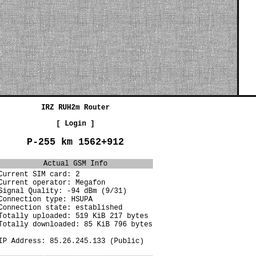 IRZ RUH2m Router
[ Login ]
P-255 km 1562+912
Actual GSM Info
Current SIM card: 2
Current operator: Megafon
Signal Quality: -94 dBm (9/31)
Connection type: HSUPA
Connection state: established
Totally uploaded: 519 KiB 217 bytes
Totally downloaded: 85 KiB 796 bytes
IP Address: 85.26.245.133 (Public)